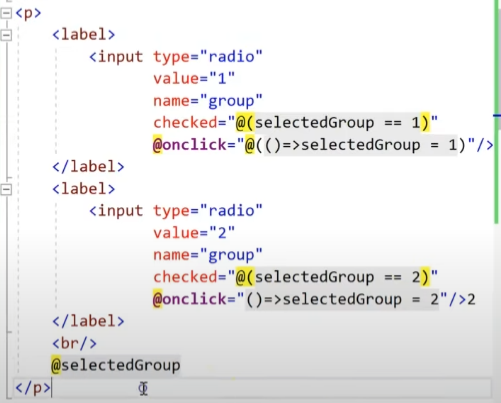 <p>
<label>
<input type="radio"
value="1"
name="group"
checked="@(selectedGroup == 1)"
@onclick="@(()=>selectedGroup = 1)"/>
</label>
<label>
<input type="radio"
value="2"
name="group"
checked="@(selectedGroup == 2)"
@onclick="()=>selectedGroup = 2"/>2
</label>
<br/>
@selectedGroup
</p>